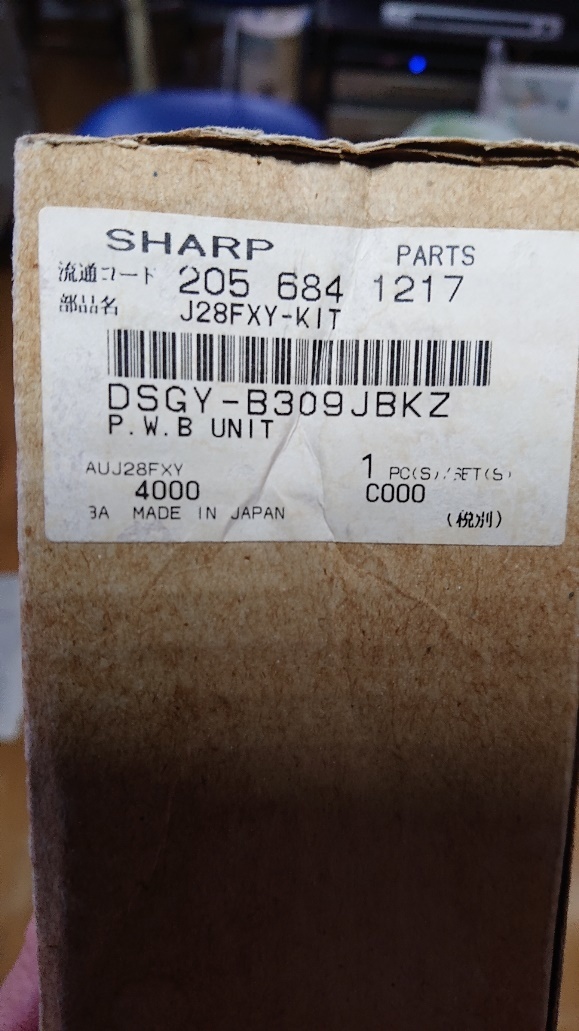 SHARP PARTS
流通コード 205 684 1217
部品名 J28FXY-KIT
DSGY-B309JBKZ
P.W.B UNIT
AUJ28FXY 1 PC(S)/SET(S)
4000 C000
3A MADE IN JAPAN (税別)